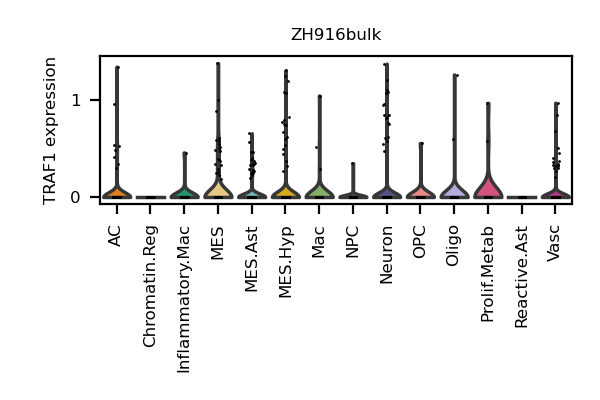 ZH916bulk
TRAF1 expression
1
0
AC
Chromatin.Reg
Inflammatory.Mac
MES
MES.Ast
MES.Hyp
Mac
NPC
Neuron
OPC
Oligo
Prolif.Metab
Reactive.Ast
Vasc